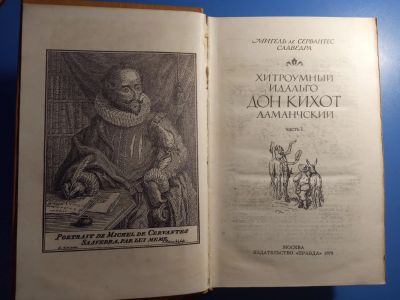 PORTRAIT DE MICHEL DE CERVANTES
SAAVEDRA, PAR LUI MEME
МИГЕЛЬ ДЕ СЕРВАНТЕС
СААВЕДРА
ХИТРОУМНЫЙ
ИДАЛЬГО
ДОН КИХОТ
ЛАМАНЧСКИЙ
ЧАСТЬ I
МОСКВА
ИЗДАТЕЛЬСТВО «ПРАВДА»